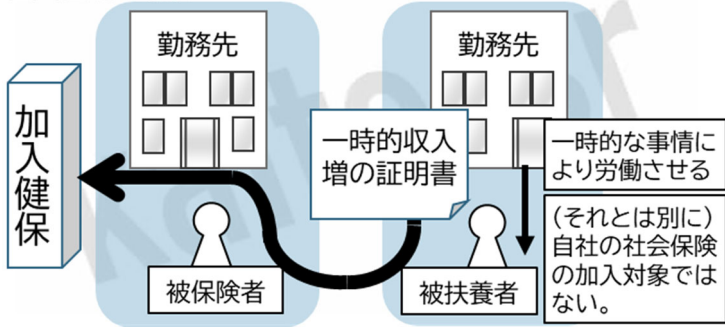 勤務先
勤務先
加入健保
一時的収入
増の証明書
一時的な事情に
より労働させる
（それとは別に）
自社の社会保険
の加入対象では
ない。
被保険者
被扶養者